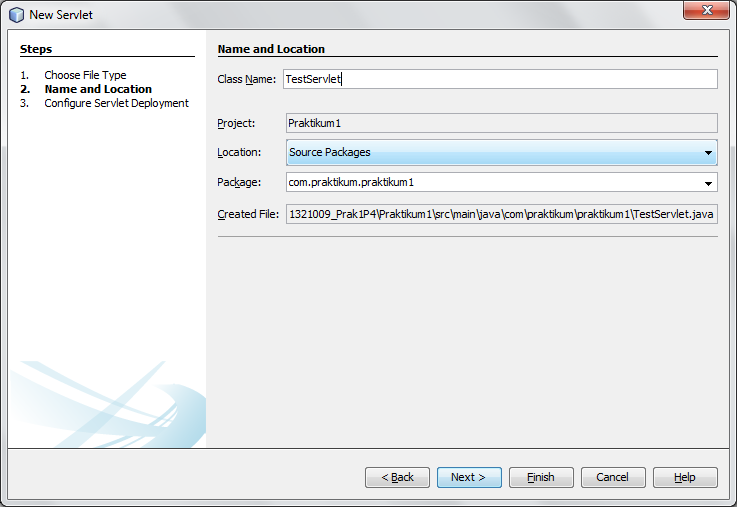 New Servlet
Steps
1. Choose File Type
2. Name and Location
3. Configure Servlet Deployment
Name and Location
Class Name: TestServlet
Project: Praktikum1
Location: Source Packages
Package: com.praktikum.praktikum1
Created File: 1321009_Prak1P4\Praktikum1\src\main\java\com\praktikum\praktikum1\TestServlet.java
< Back Next > Finish Cancel Help